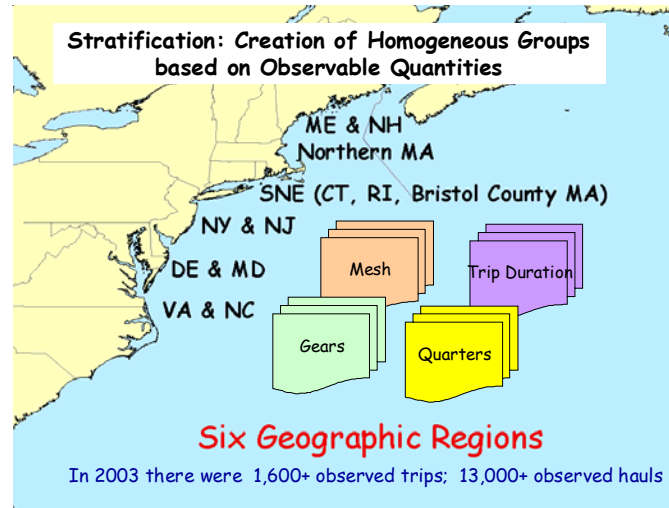 Stratification: Creation of Homogeneous Groups
based on Observable Quantities
ME & NH
Northern MA
SNE (CT, RI, Bristol County MA)
NY & NJ
DE & MD
VA & NC
Mesh
Trip Duration
Gears
Quarters
Six Geographic Regions
In 2003 there were 1,600+ observed trips; 13,000+ observed hauls